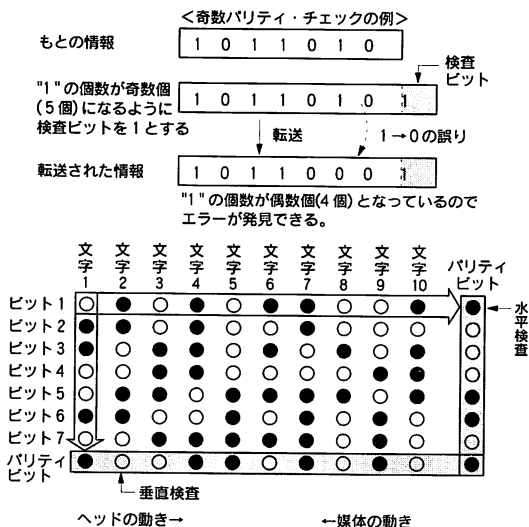 <奇数パリティ・チェックの例>
もとの情報
1 0 1 1 0 1 0
検査
ビット
"1"の個数が奇数個
(5個)になるように
検査ビットを1とする
1 0 1 1 0 1 0 1
転送
1→0の誤り
転送された情報
1 0 1 1 0 0 0 1
"1"の個数が偶数個(4個)となっているので
エラーが発見できる。
文字1 文字2 文字3 文字4 文字5 文字6 文字7 文字8 文字9 文字10
パリティ
ビット
ビット1
ビット2
ビット3
ビット4
ビット5
ビット6
ビット7
パリティ
ビット
水平検査
垂直検査
ヘッドの動き→ ←媒体の動き